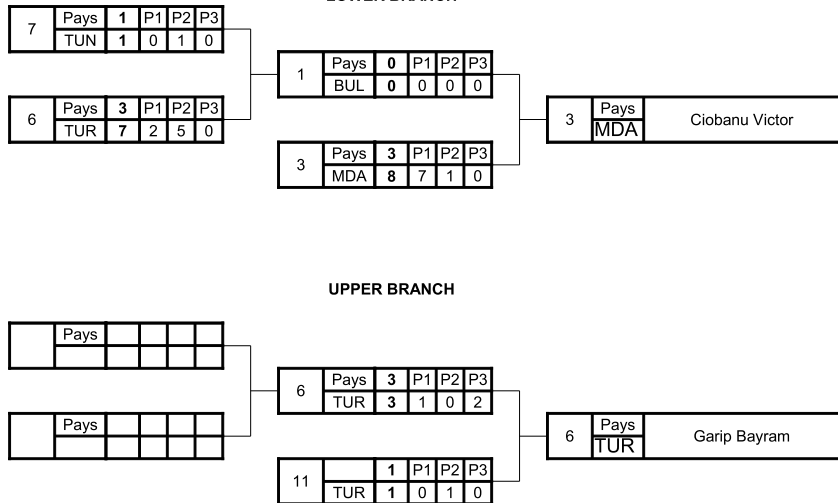 7 Pays 1 P1 P2 P3
TUN 1 0 1 0
1 Pays 0 P1 P2 P3
BUL 0 0 0 0
6 Pays 3 P1 P2 P3
TUR 7 2 5 0
3 Pays
MDA Ciobanu Victor
3 Pays 3 P1 P2 P3
MDA 8 7 1 0
UPPER BRANCH
Pays
6 Pays 3 P1 P2 P3
TUR 3 1 0 2
Pays
6 Pays
TUR Garip Bayram
11 1 P1 P2 P3
TUR 1 0 1 0